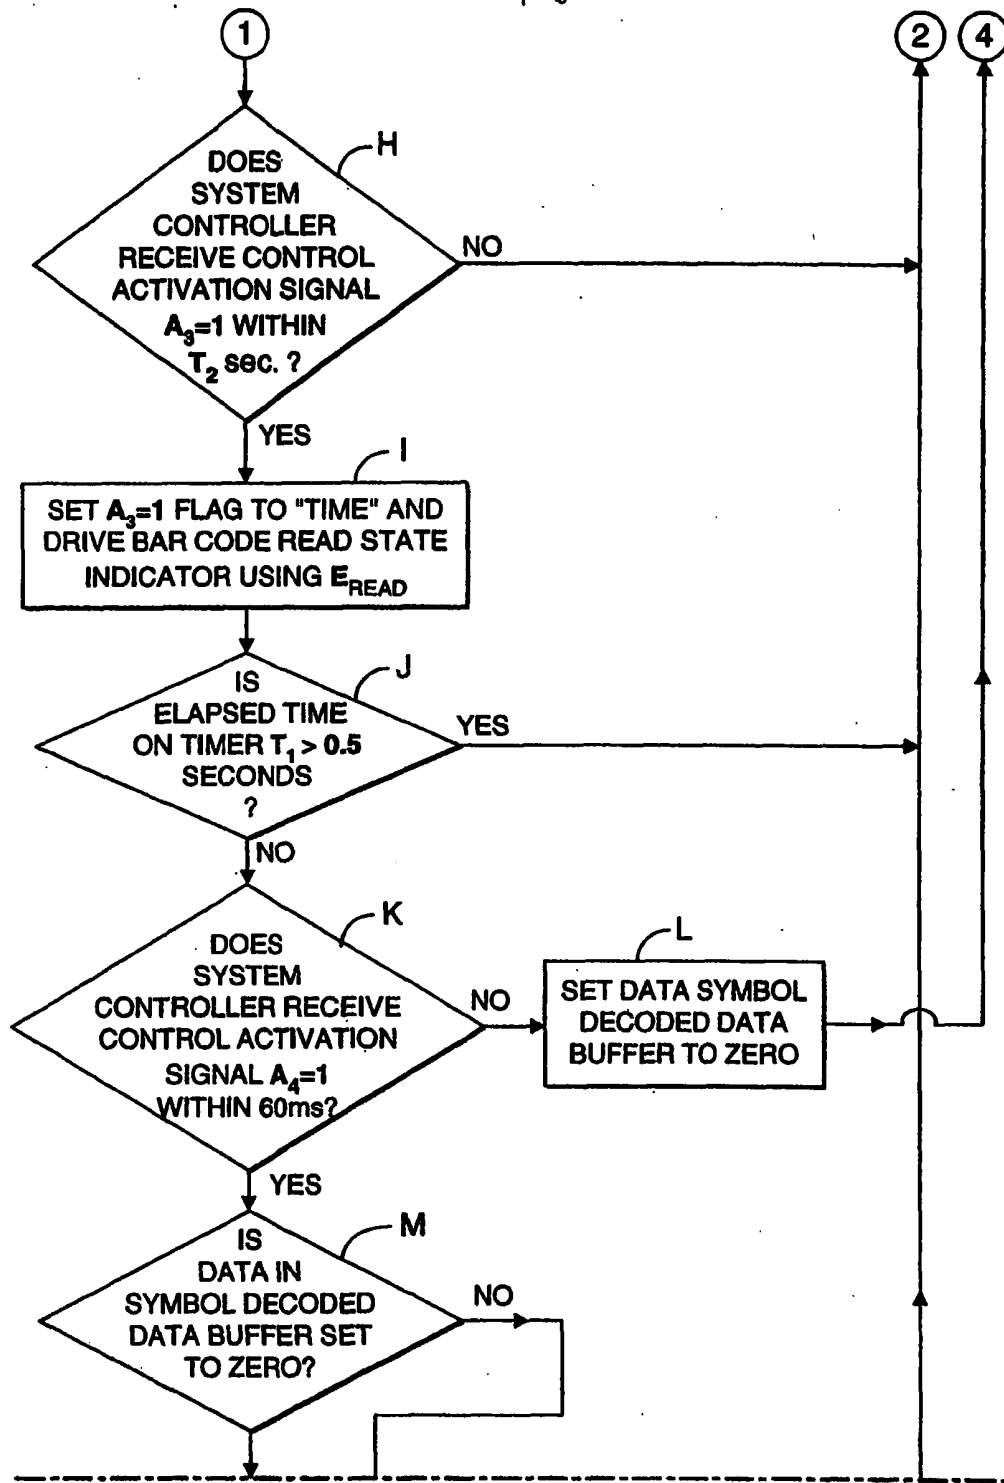 1
2
4
H
DOES
SYSTEM
CONTROLLER
RECEIVE CONTROL
ACTIVATION SIGNAL
A₃=1 WITHIN
T₂ sec. ?
NO
YES
I
SET A₃=1 FLAG TO "TIME" AND
DRIVE BAR CODE READ STATE
INDICATOR USING E_READ
J
IS
ELAPSED TIME
ON TIMER T₁ > 0.5
SECONDS
?
YES
NO
K
DOES
SYSTEM
CONTROLLER RECEIVE
CONTROL ACTIVATION
SIGNAL A₄=1
WITHIN 60ms?
NO
L
SET DATA SYMBOL
DECODED DATA
BUFFER TO ZERO
YES
M
IS
DATA IN
SYMBOL DECODED
DATA BUFFER SET
TO ZERO?
NO